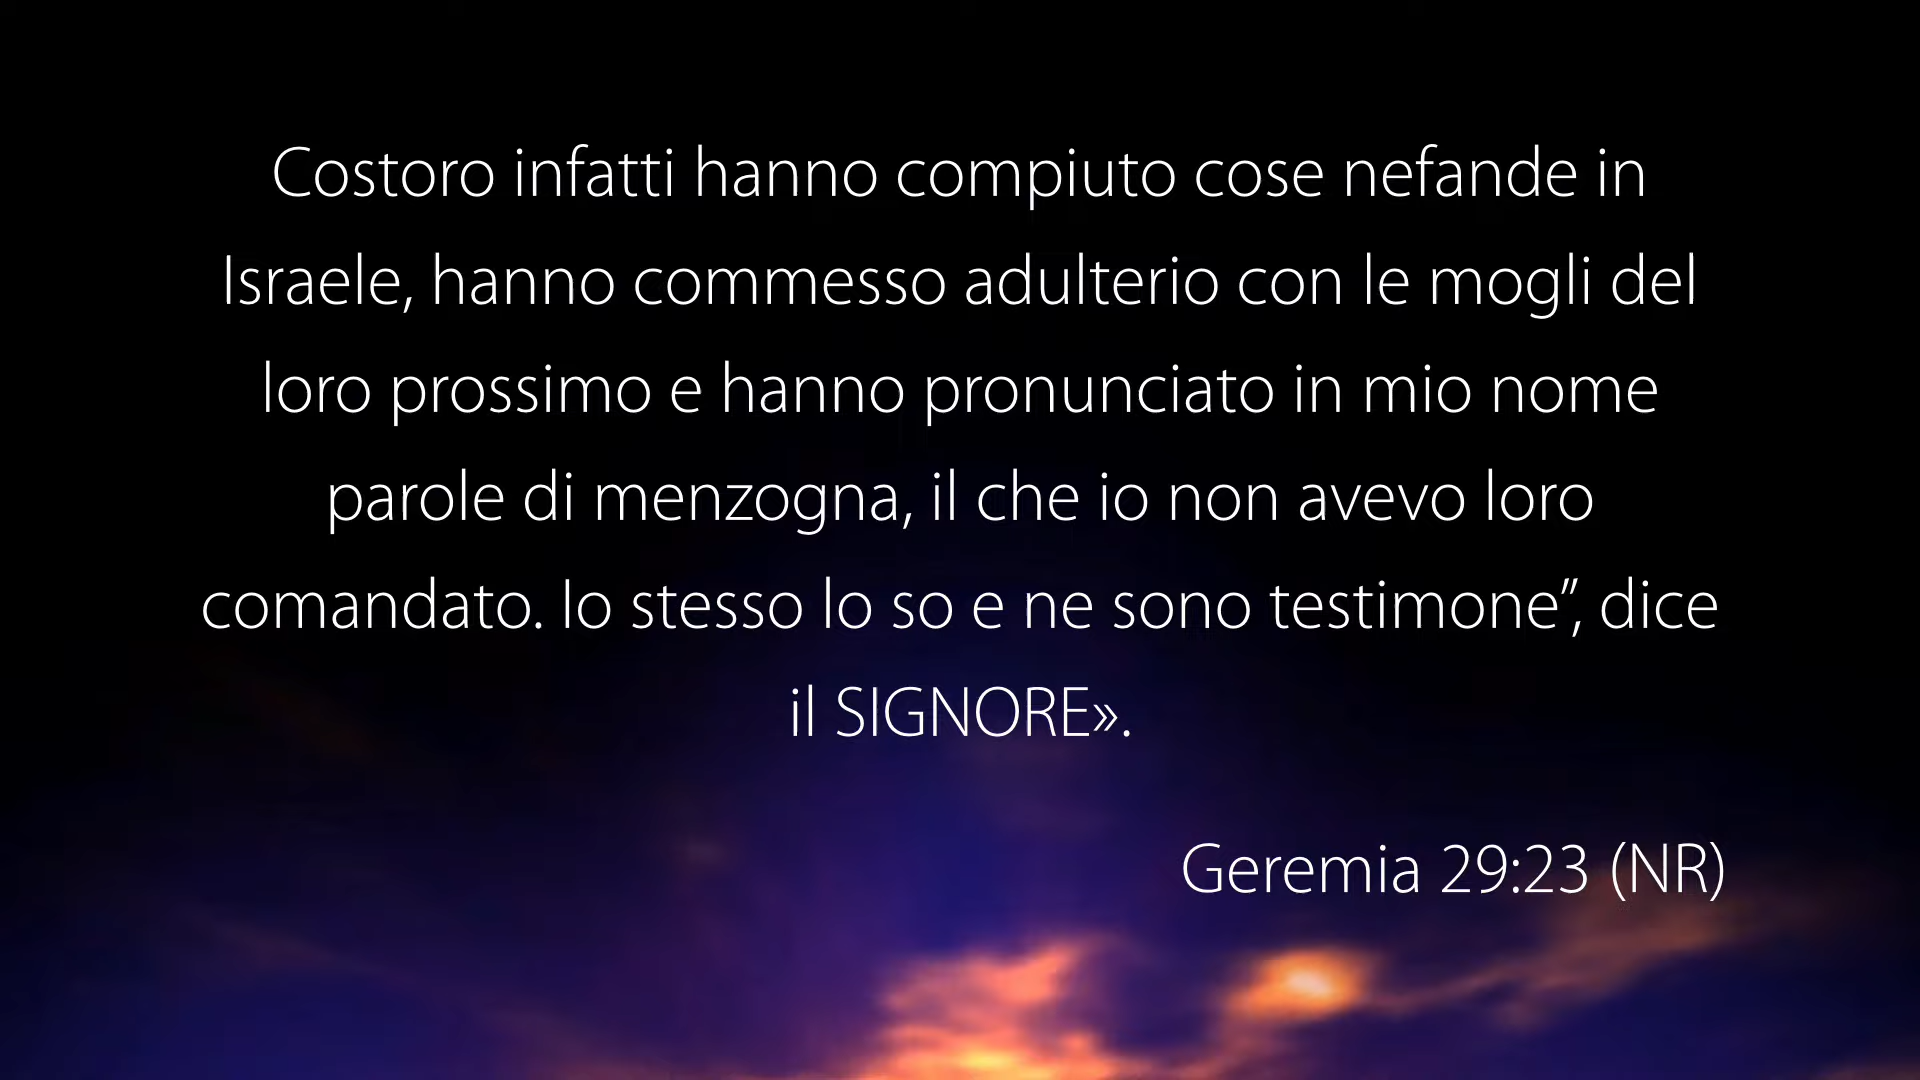 Costoro infatti hanno compiuto cose nefande in
Israele, hanno commesso adulterio con le mogli del
loro prossimo e hanno pronunciato in mio nome
parole di menzogna, il che io non avevo loro
comandato. Io stesso lo so e ne sono testimone”, dice
il SIGNORE».
Geremia 29:23 (NR)